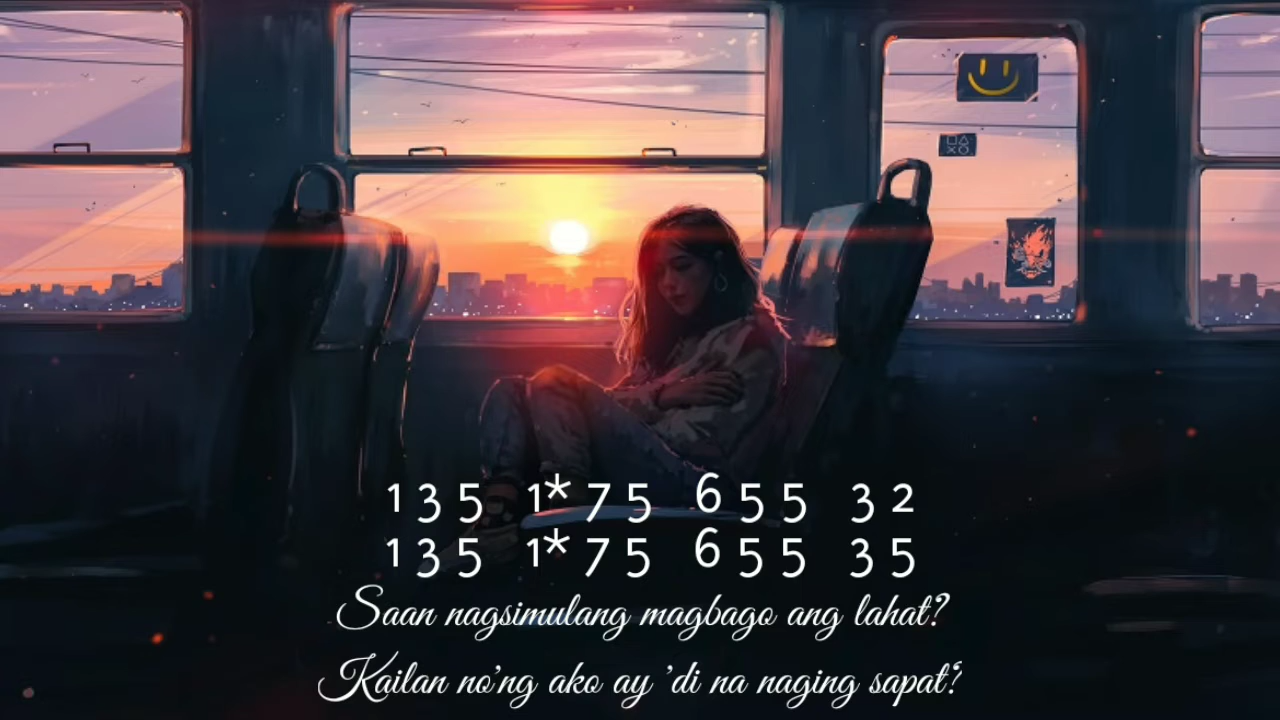 1 3 5 1* 7 5 6 5 5 3 2
1 3 5 1* 7 5 6 5 5 3 5
Saan nagsimulang magbago ang lahat?
Kailan no'ng ako ay 'di na naging sapat?